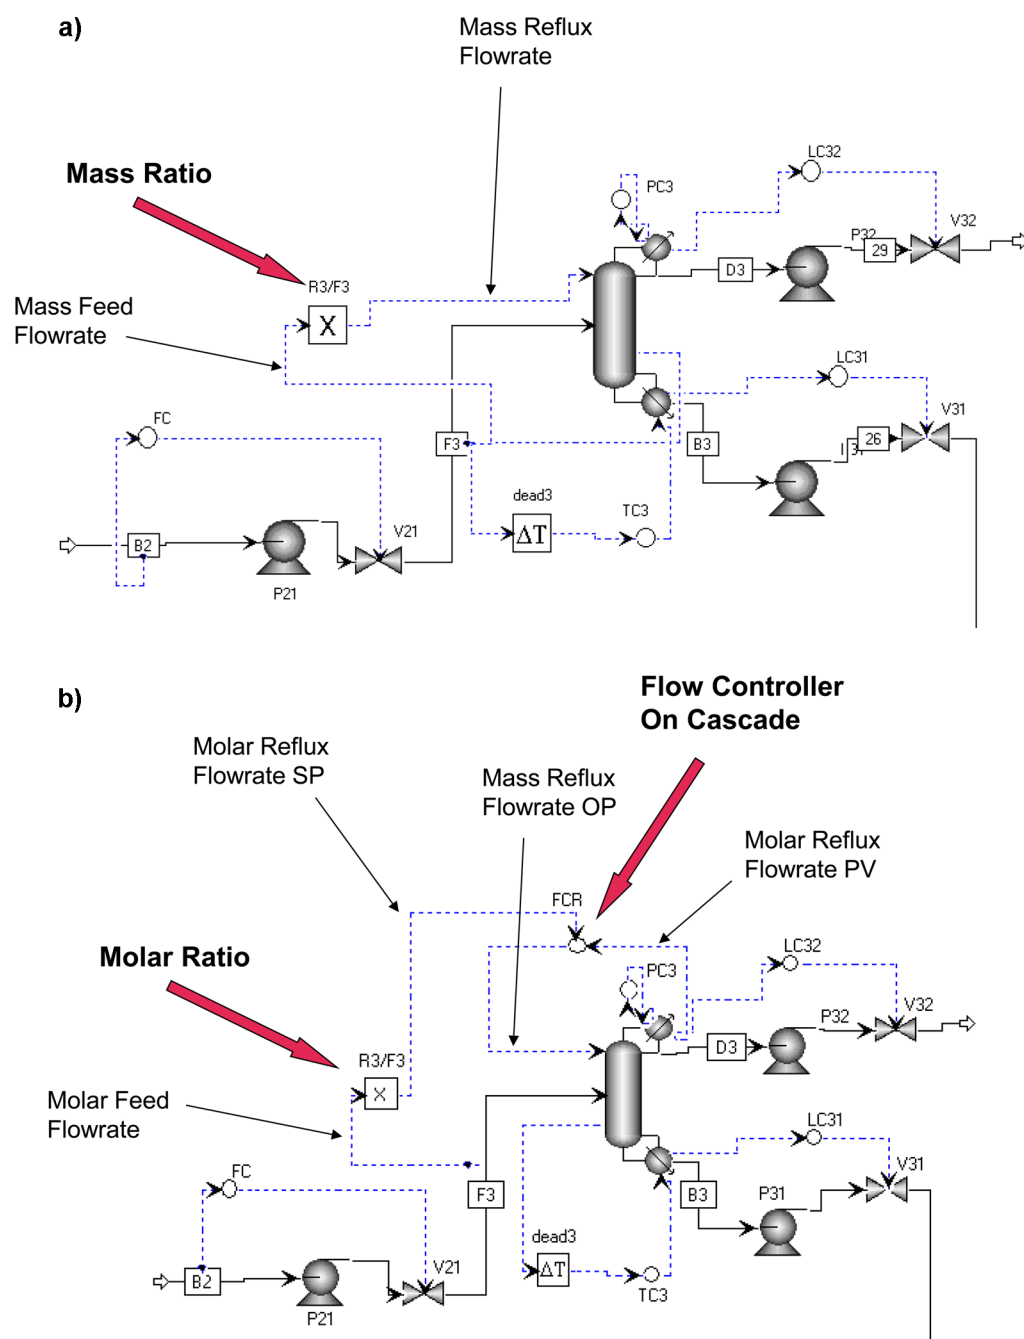 a)
Mass Reflux
Flowrate
Mass Ratio
LC32
PC3
V32
P32
29
R3/F3
X
D3
Mass Feed
Flowrate
LC31
V31
FC
F3
B3
26
dead3
ΔT
TC3
V21
B2
P21
b)
Flow Controller
On Cascade
Molar Reflux
Flowrate SP
Mass Reflux
Flowrate OP
Molar Reflux
Flowrate PV
FCR
Molar Ratio
LC32
PC3
V32
P32
D3
R3/F3
X
Molar Feed
Flowrate
LC31
V31
FC
F3
B3
P31
dead3
ΔT
TC3
B2
V21
P21